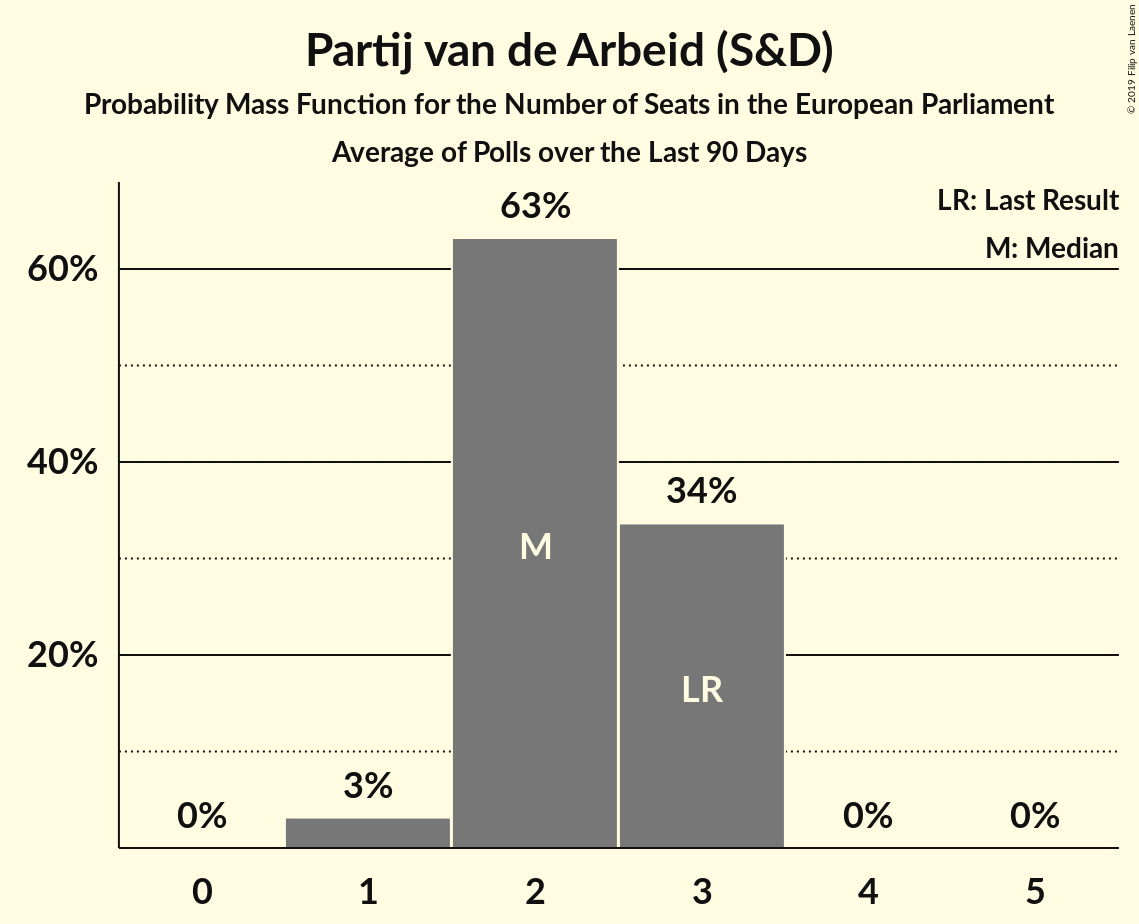 Partij van de Arbeid (S&D)
Probability Mass Function for the Number of Seats in the European Parliament
Average of Polls over the Last 90 Days
© 2019 Filip van Laenen
LR: Last Result
M: Median
63%
60%
40%
34%
M
20%
LR
3%
0%
0%
0%
0 1 2 3 4 5